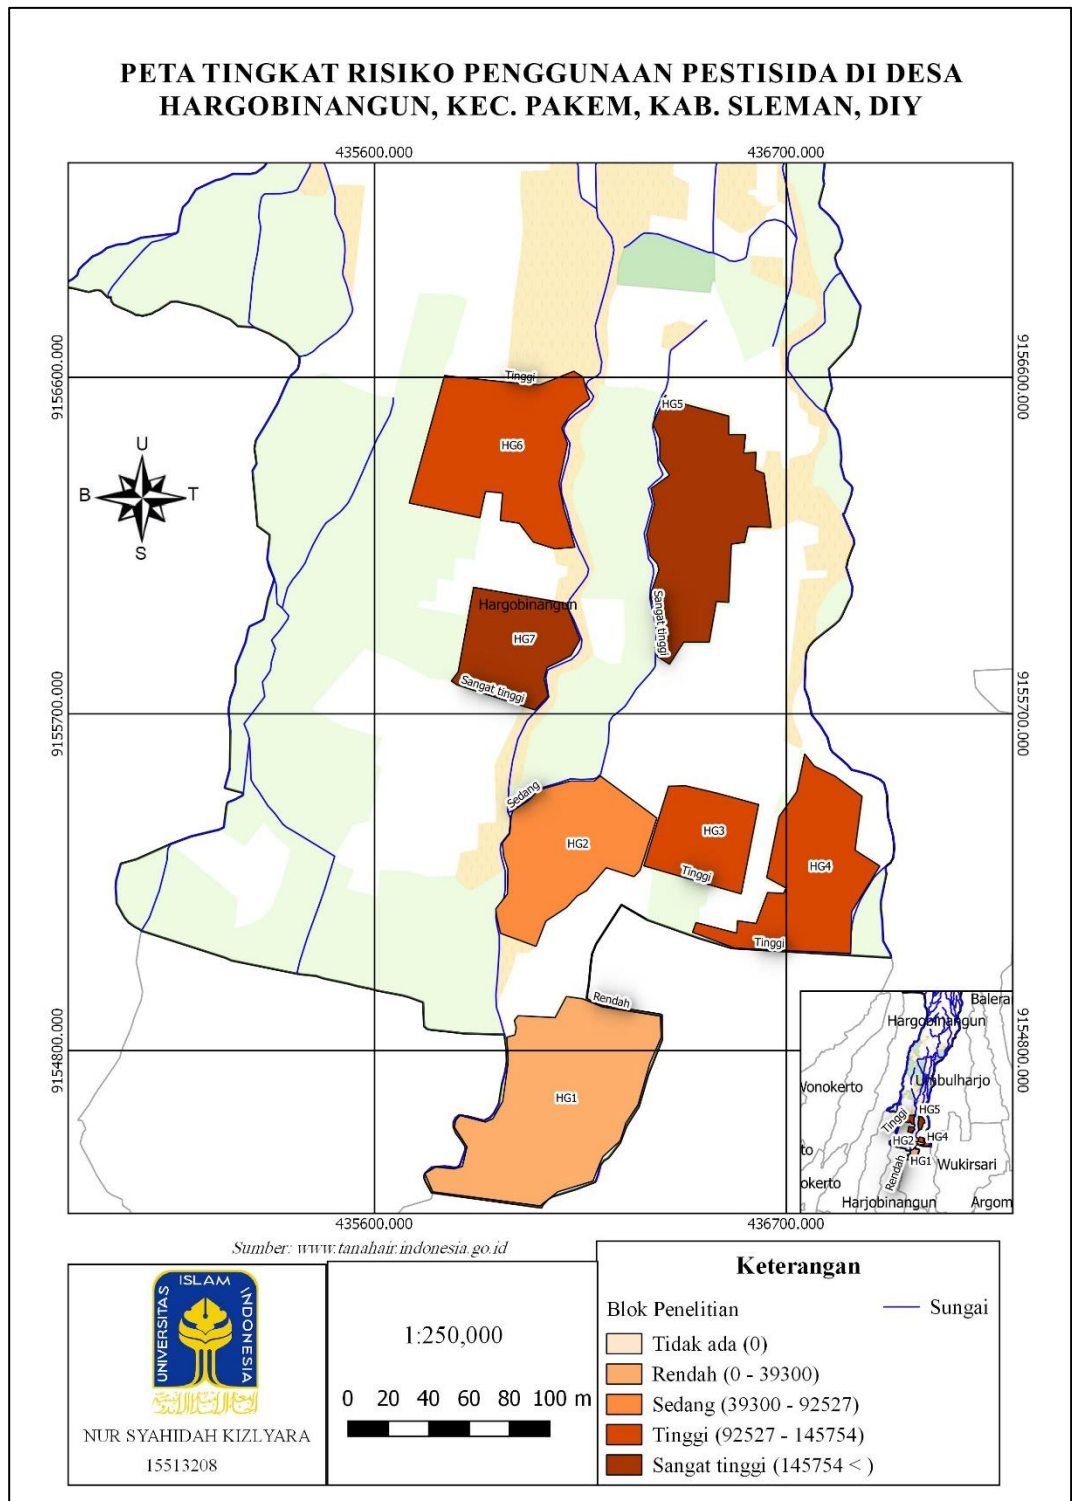 PETA TINGKAT RISIKO PENGGUNAAN PESTISIDA DI DESA
HARGOBINANGUN, KEC. PAKEM, KAB. SLEMAN, DIY
435600.000
436700.000
9156600.000
9156600.000
Tinggi
HG5
HG6
U
B
T
S
Sangat tinggi
Hargobinangun
HG7
Sangat tinggi
9155700.000
9155700.000
Sedang
HG2
HG3
HG4
Tinggi
Tinggi
Rendah
9154800.000
9154800.000
HG1
Balera
Hargobinangun
Wonokerto
Umbulharjo
Tinggi
HG5
HG2
HG4
HG1
to
Wukirsari
Rendah
okerto
Harjobinangun
Argom
435600.000
436700.000
Sumber: www.tanahair.indonesia.go.id
UNIVERSITAS
ISLAM
INDONESIA
NUR SYAHIDAH KIZLYARA
15513208
1:250,000
0 20 40 60 80 100 m
Keterangan
Blok Penelitian
Sungai
Tidak ada (0)
Rendah (0 - 39300)
Sedang (39300 - 92527)
Tinggi (92527 - 145754)
Sangat tinggi (145754 < )